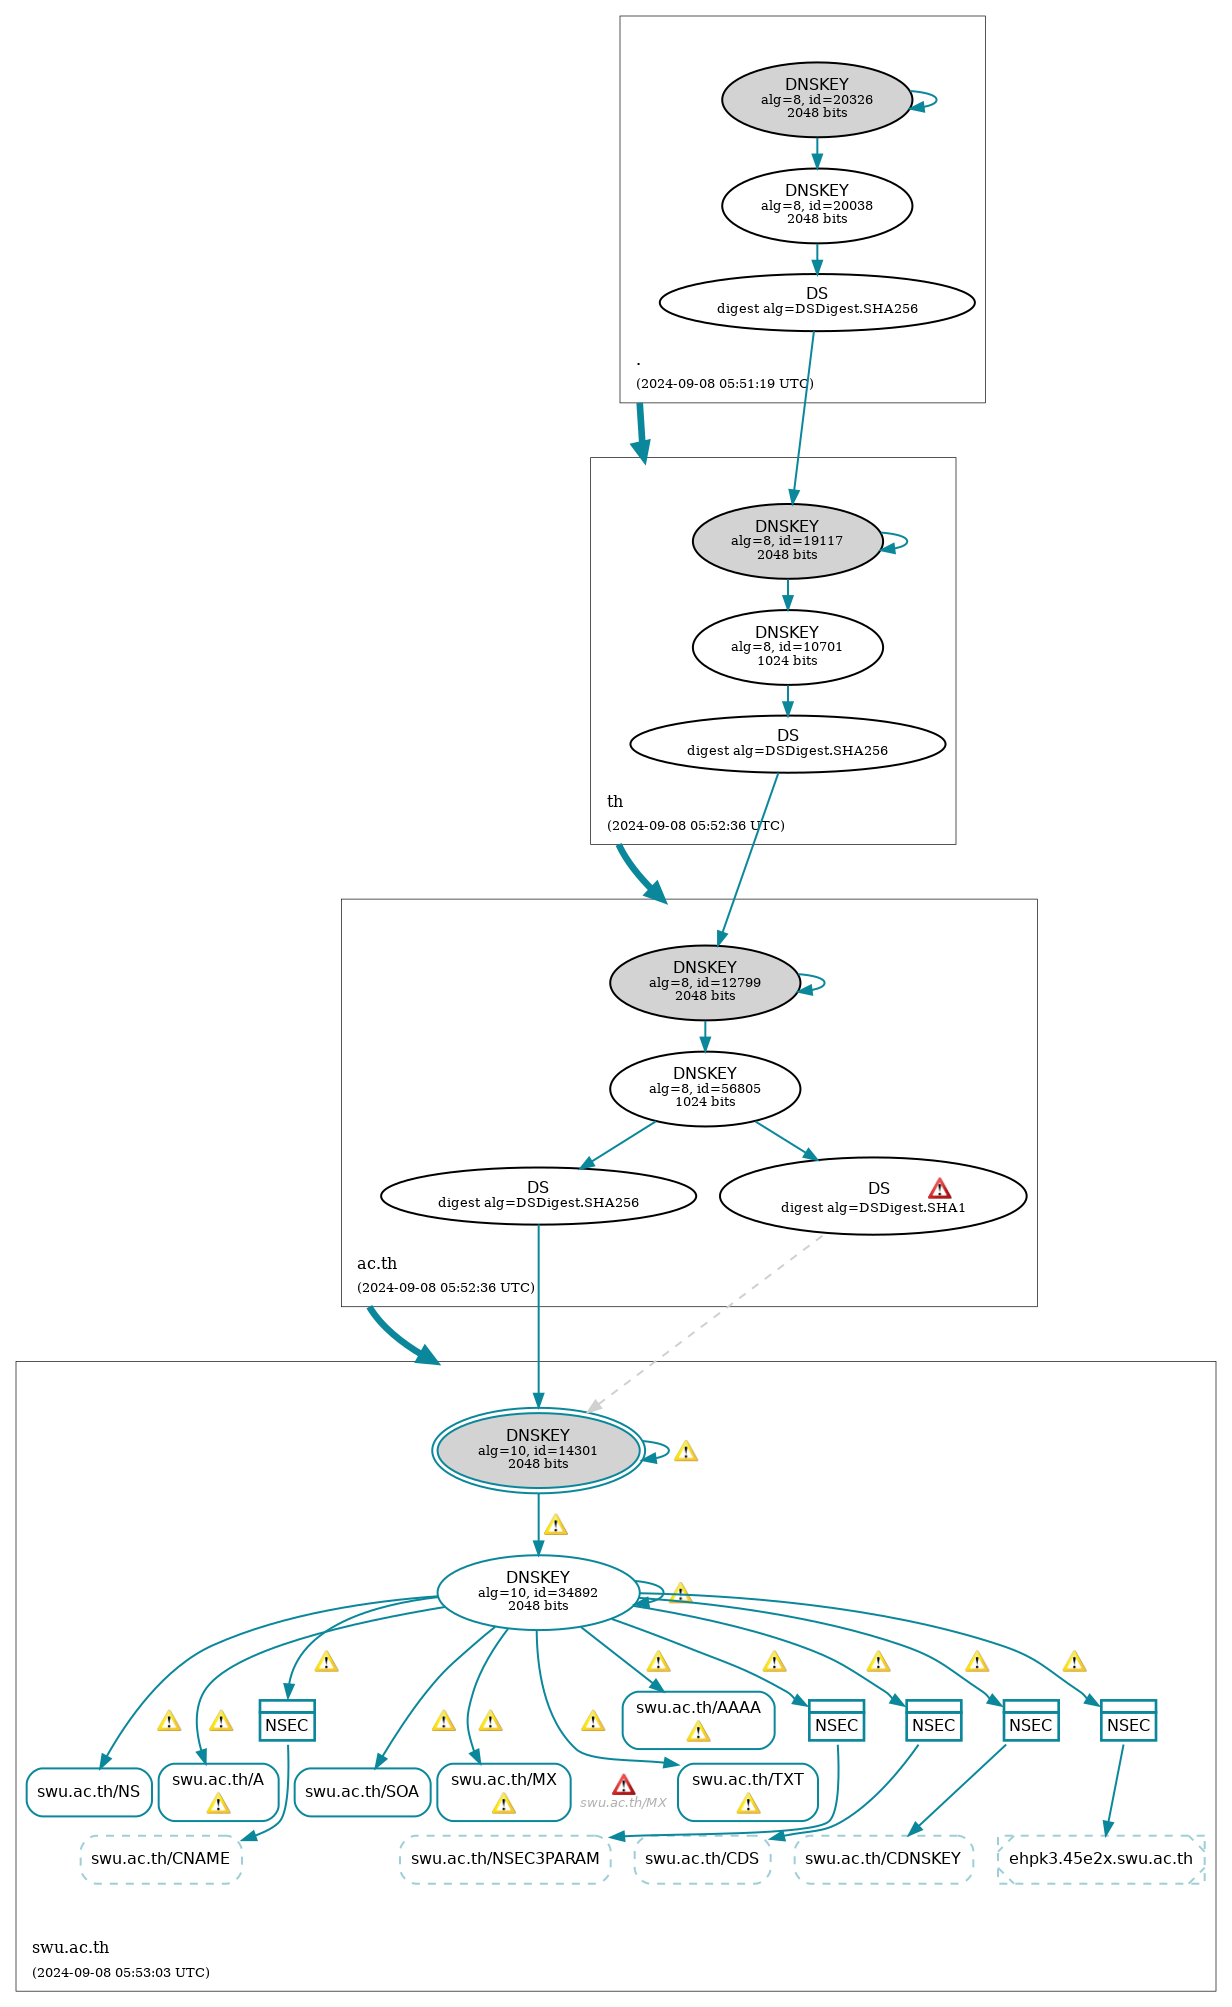 DNSKEY
alg=8, id=20326
2048 bits
DNSKEY
alg=8, id=20038
2048 bits
DS
digest alg=DSDigest.SHA256
.
(2024-09-08 05:51:19 UTC)
DNSKEY
alg=8, id=19117
2048 bits
DNSKEY
alg=8, id=10701
1024 bits
DS
digest alg=DSDigest.SHA256
th
(2024-09-08 05:52:36 UTC)
DNSKEY
alg=8, id=12799
2048 bits
DNSKEY
alg=8, id=56805
1024 bits
DS
digest alg=DSDigest.SHA256
DS
digest alg=DSDigest.SHA1
ac.th
(2024-09-08 05:52:36 UTC)
DNSKEY
alg=10, id=14301
2048 bits
DNSKEY
alg=10, id=34892
2048 bits
swu.ac.th/AAAA
NSEC
NSEC
NSEC
NSEC
NSEC
swu.ac.th/NS
swu.ac.th/A
swu.ac.th/SOA
swu.ac.th/MX
swu.ac.th/MX
swu.ac.th/TXT
swu.ac.th/CNAME
swu.ac.th/NSEC3PARAM
swu.ac.th/CDS
swu.ac.th/CDNSKEY
ehpk3.45e2x.swu.ac.th
swu.ac.th
(2024-09-08 05:53:03 UTC)